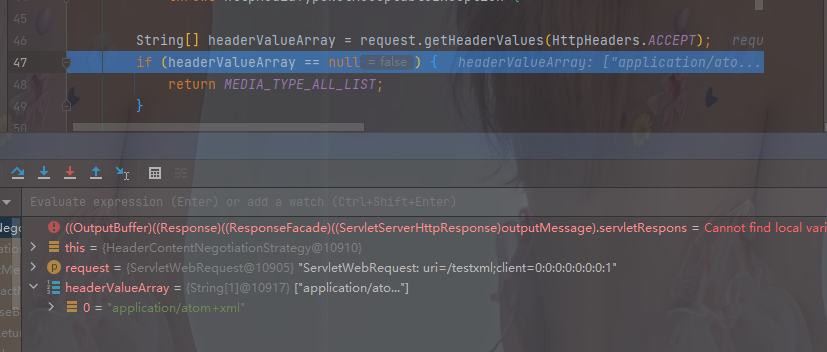 45
46 String[] headerValueArray = request.getHeaderValues(HttpHeaders.ACCEPT); requ
47 if (headerValueArray == null = false ) { headerValueArray: ["application/ato...
48 return MEDIA_TYPE_ALL_LIST;
49 }
50
Evaluate expression (Enter) or add a watch (Ctrl+Shift+Enter)
((OutputBuffer)((Response)((ResponseFacade)((ServletServerHttpResponse)outputMessage).servletRespons = Cannot find local vari
this = {HeaderContentNegotiationStrategy@10910}
request = {ServletWebRequest@10905} "ServletWebRequest: uri=/testxml;client=0:0:0:0:0:0:0:1"
headerValueArray = {String[1]@10917} ["application/ato..."]
0 = "application/atom+xml"